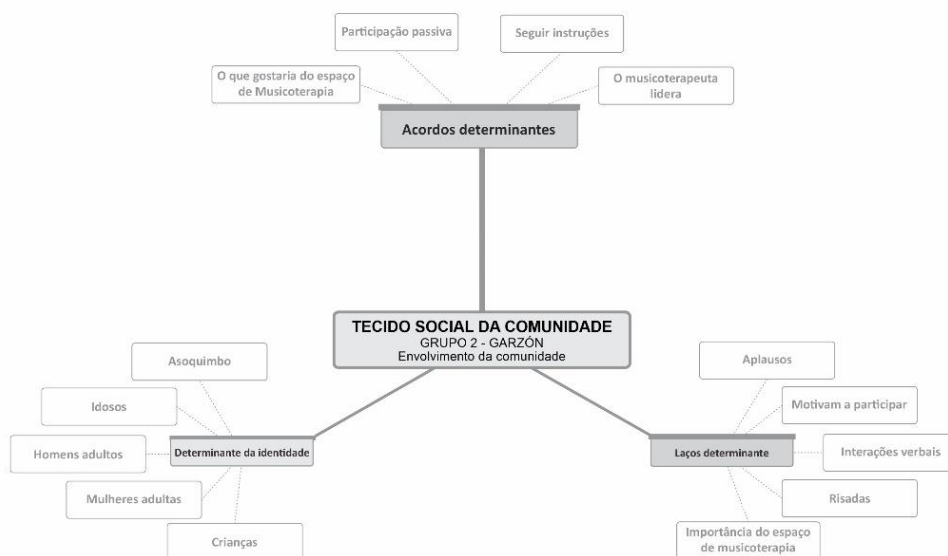 Participação passiva
Seguir instruções
O que gostaria do espaço
de Musicoterapia
O musicoterapeuta
lidera
Acordos determinantes
TECIDO SOCIAL DA COMUNIDADE
GRUPO 2 - GARZÓN
Envolvimento da comunidade
Asoquimbo
Idosos
Homens adultos
Determinante da identidade
Mulheres adultas
Crianças
Aplausos
Motivam a participar
Laços determinante
Interações verbais
Risadas
Importância do espaço
de musicoterapia